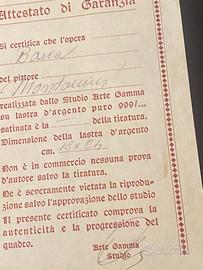 Attestato di Garanzia
Si certifica che l'opera
del pittore
realizzata dallo Studio Arte Gamma
su lastra d'argento puro 999/...
satinata è la ........ della tiratura.
Dimensione della lastra d'argento
cm.
Non è in commercio nessuna prova
d'autore salvo la tiratura.
Ne è severamente vietata la riprodu-
zione salvo l'approvazione dello studio
Il presente certificato comprova la
autenticità e la progressione del
quadro.
Arte Gamma
Studio